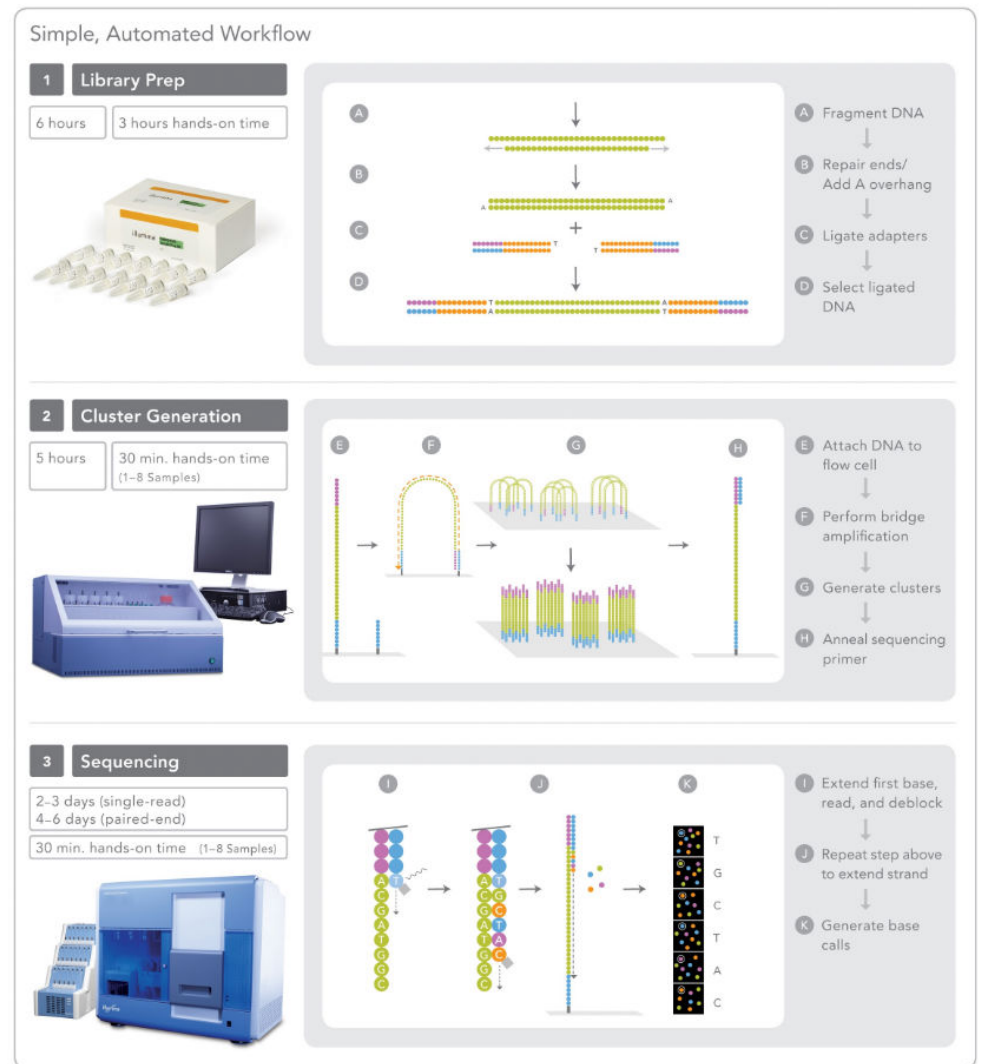 Simple, Automated Workflow
1 Library Prep
6 hours
3 hours hands-on time
illumina
A
B
C
D
A
A
T
T
T
A
A
T
A Fragment DNA
B Repair ends/
Add A overhang
C Ligate adapters
D Select ligated
DNA
2 Cluster Generation
5 hours
30 min. hands-on time
(1–8 Samples)
E
F
G
H
E Attach DNA to
flow cell
F Perform bridge
amplification
G Generate clusters
H Anneal sequencing
primer
3 Sequencing
2–3 days (single-read)
4–6 days (paired-end)
30 min. hands-on time (1–8 Samples)
I
J
K
A T
C
G
A
T
G
G
C
A T
C G
G C
A T
T A
G C
G
C
T
G
C
T
A
C
I Extend first base,
read, and deblock
J Repeat step above
to extend strand
K Generate base
calls